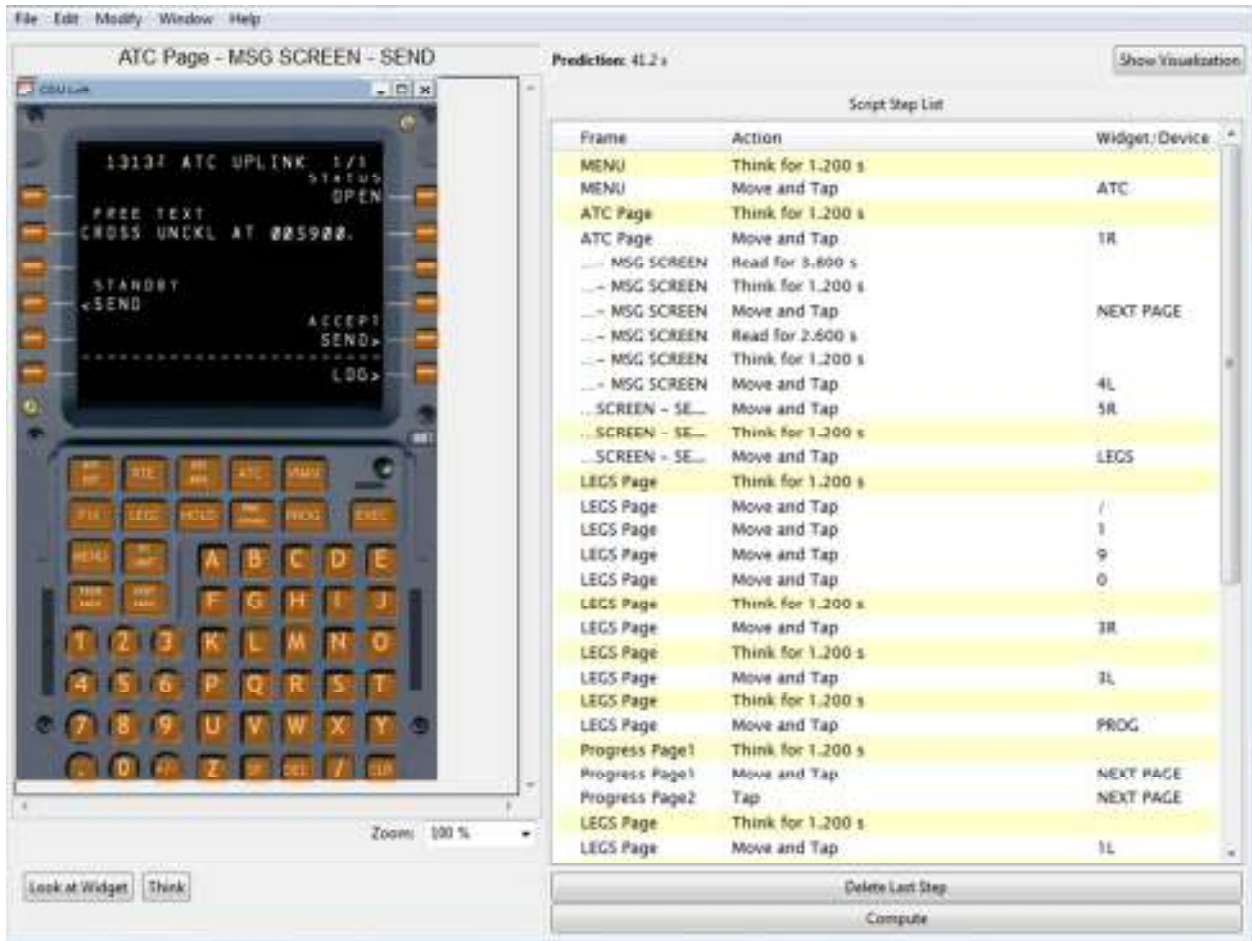 File Edit Modify Window Help
ATC Page - MSG SCREEN - SEND
Prediction: 41.2 s
Show Visualization
Script Step List
Frame Action Widget/Device
MENU Think for 1.200 s
MENU Move and Tap ATC
ATC Page Think for 1.200 s
ATC Page Move and Tap 1R
...- MSG SCREEN Read for 3.800 s
...- MSG SCREEN Think for 1.200 s
...- MSG SCREEN Move and Tap NEXT PAGE
...- MSG SCREEN Read for 2.600 s
...- MSG SCREEN Think for 1.200 s
...- MSG SCREEN Move and Tap 4L
...SCREEN - SE... Move and Tap 5R
...SCREEN - SE... Think for 1.200 s
...SCREEN - SE... Move and Tap LEGS
LEGS Page Think for 1.200 s
LEGS Page Move and Tap /
LEGS Page Move and Tap 1
LEGS Page Move and Tap 9
LEGS Page Move and Tap 0
LEGS Page Think for 1.200 s
LEGS Page Move and Tap 3R
LEGS Page Think for 1.200 s
LEGS Page Move and Tap 3L
LEGS Page Think for 1.200 s
LEGS Page Move and Tap PROG
Progress Page1 Think for 1.200 s
Progress Page1 Move and Tap NEXT PAGE
Progress Page2 Tap NEXT PAGE
LEGS Page Think for 1.200 s
LEGS Page Move and Tap 1L
Delete Last Step
Compute
1313z ATC UPLINK 1/1
STATUS
OPEN
FREE TEXT
CROSS UNCKL AT 005900.
STANDBY
<SEND
ACCEPT
SEND>
LOG>
RTE ATC VNAV
FIX LEGS HOLD PROG EXEC
MENU
A B C D E
F G H I J
1 2 3 K L M N O
4 5 6 P Q R S T
7 8 9 U V W X Y
. 0 +/- Z SP DEL / CLR
Zoom: 100 %
Look at Widget Think